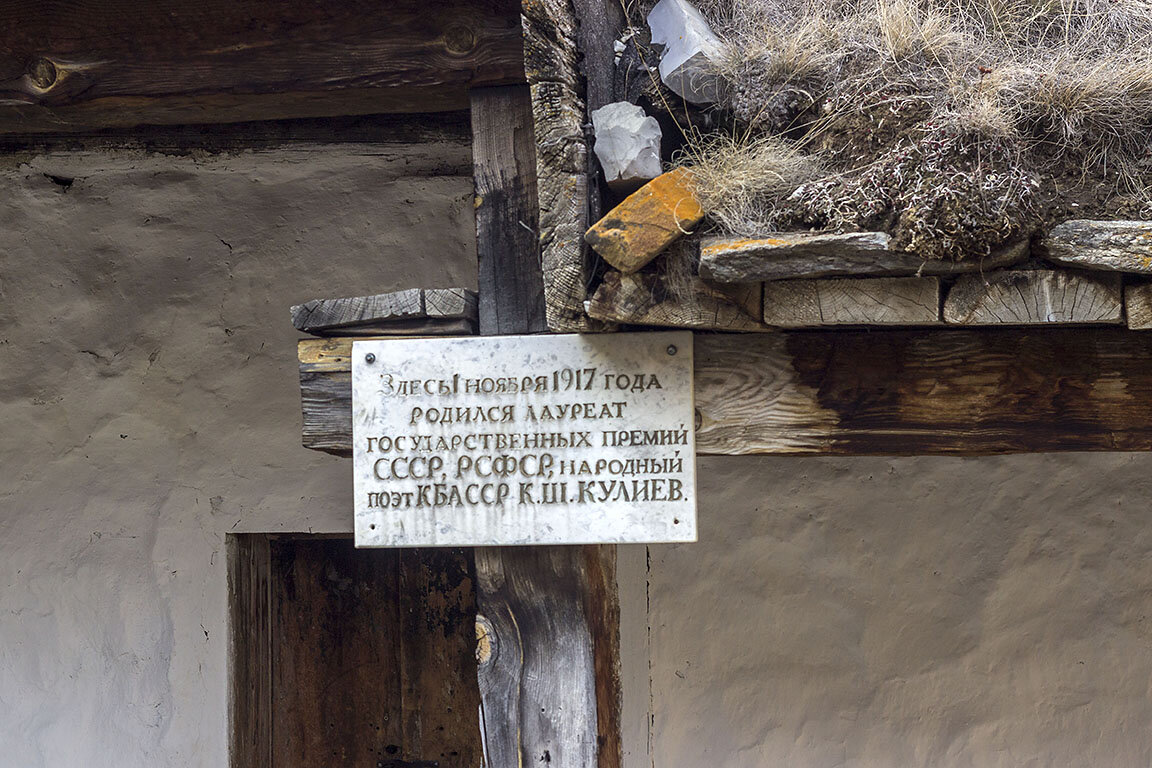 Здесь 1 ноября 1917 года
родился лауреат
государственных премий
СССР, РСФСР, народный
поэт КБАССР К.Ш.Кулиев.